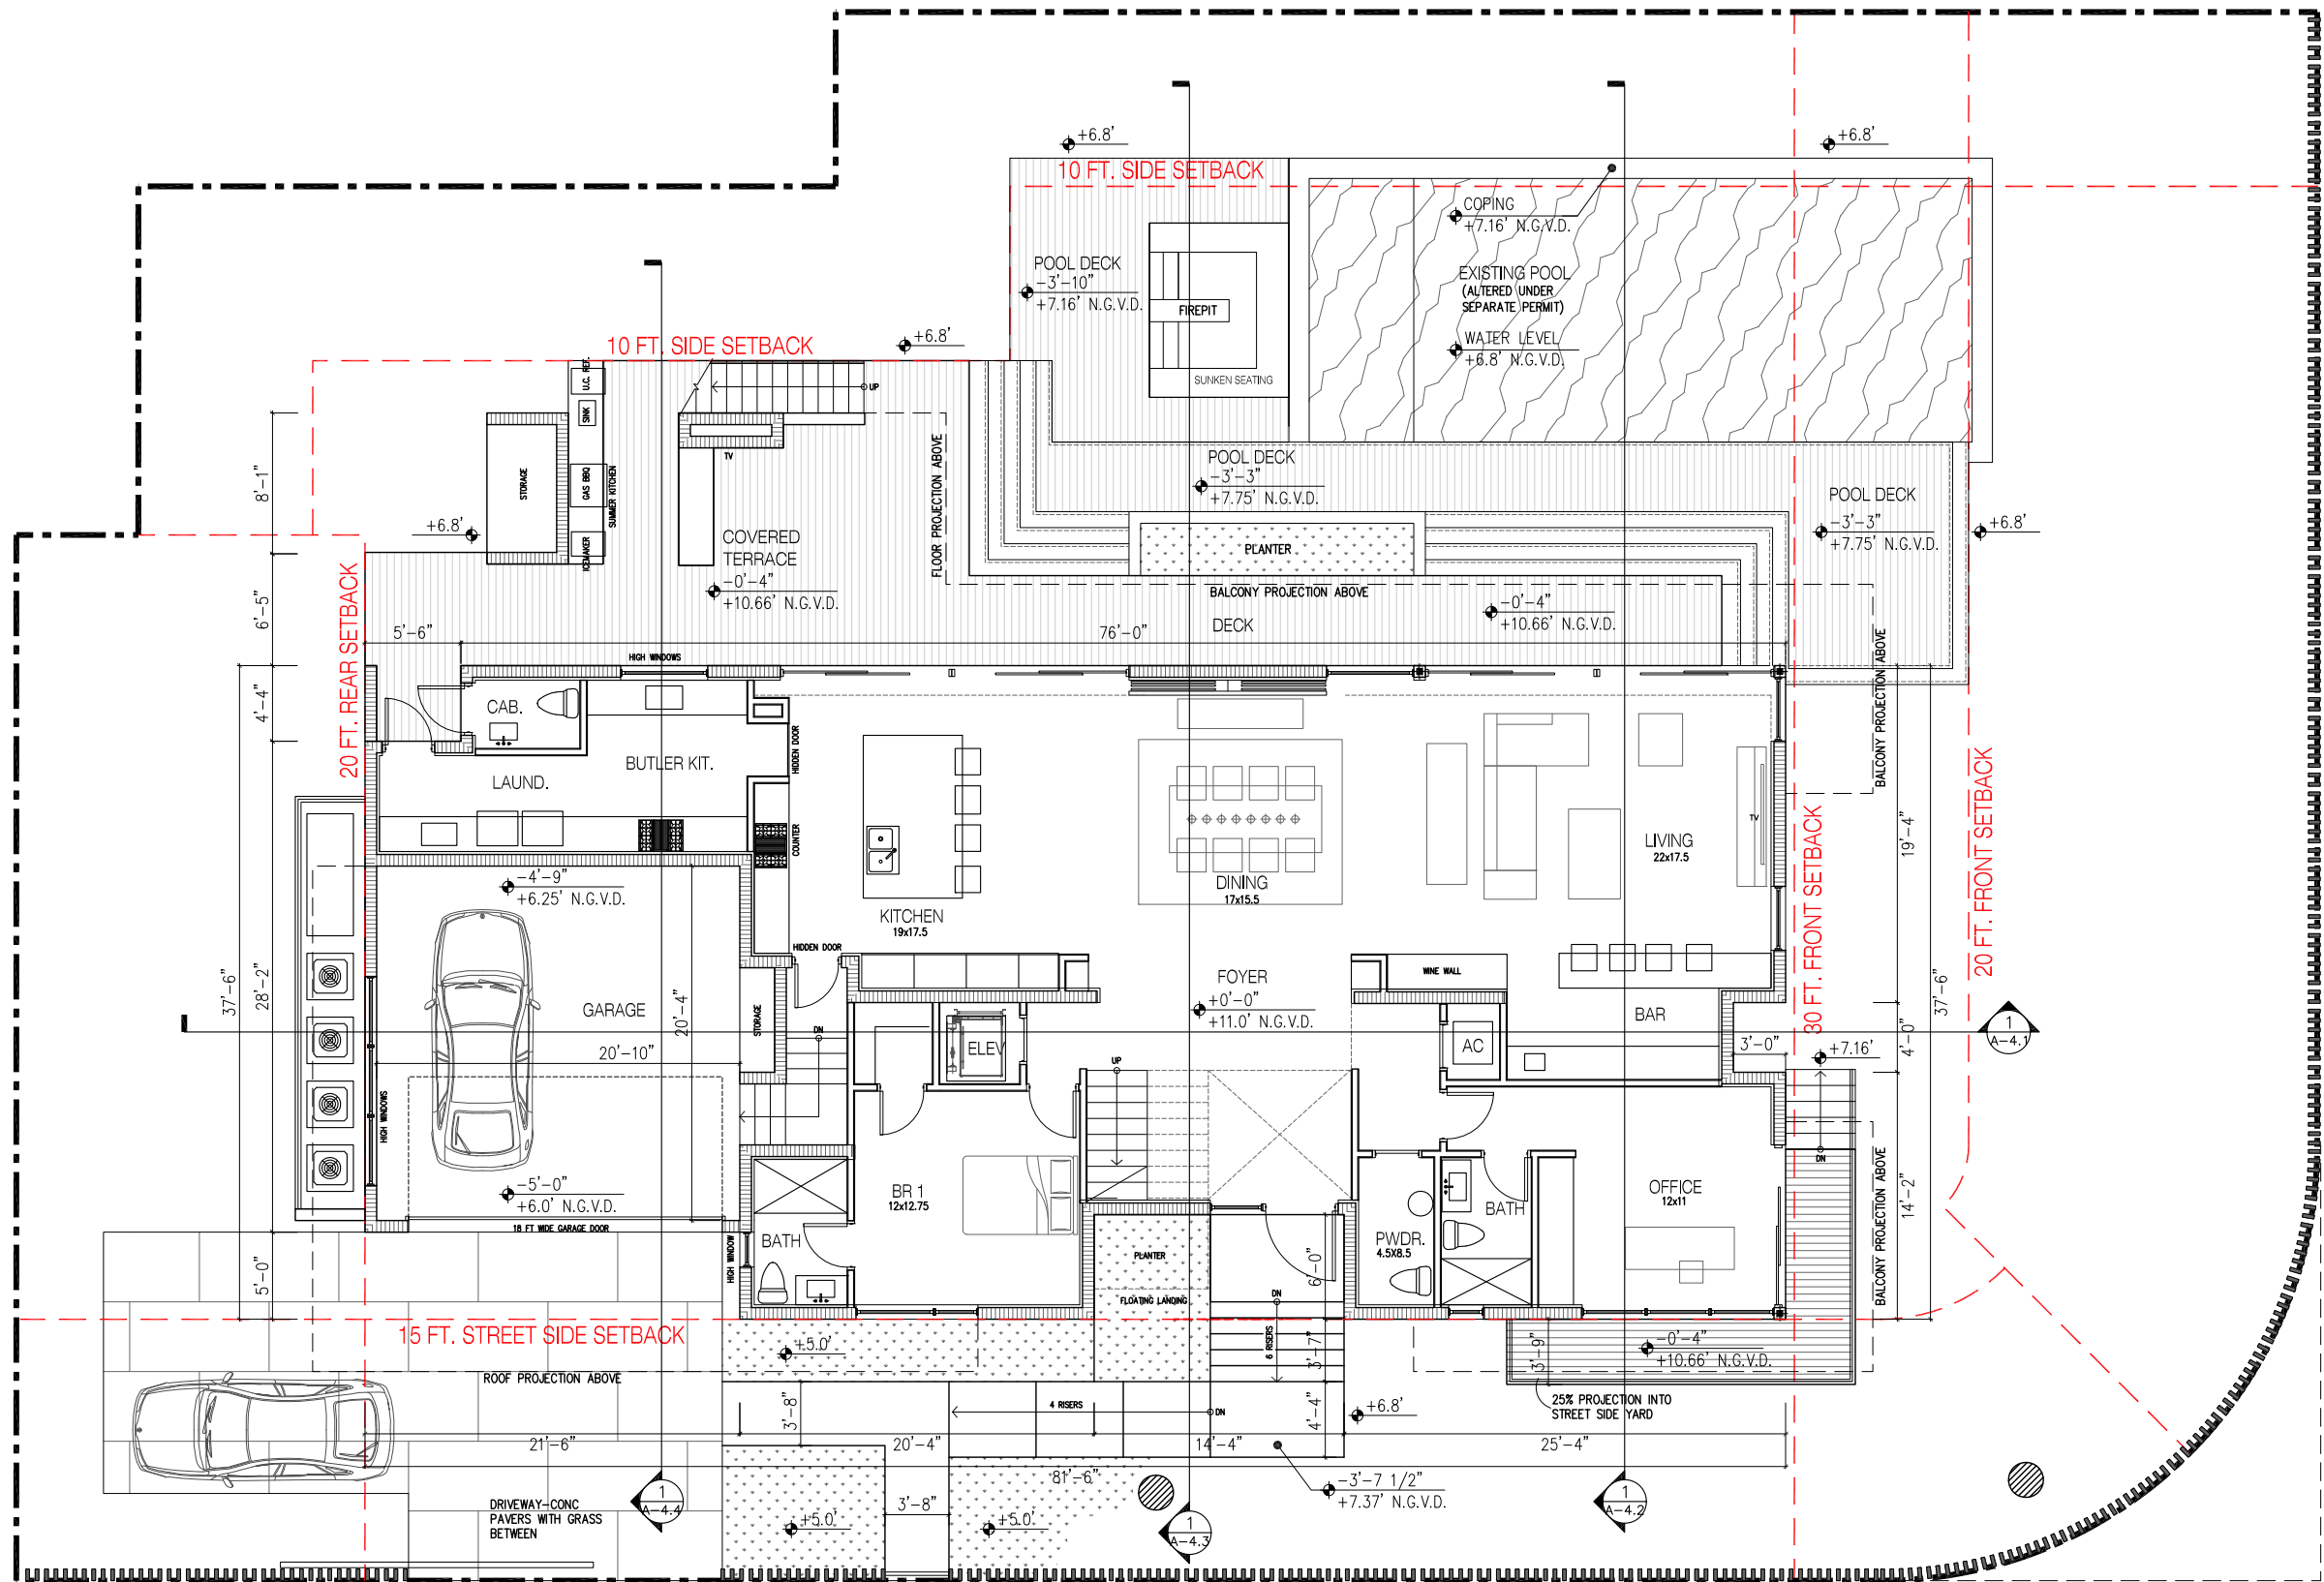 +6.8'
+6.8'
10 FT. SIDE SETBACK
COPING
+7.16' N.G.V.D.
POOL DECK
-3'-10"
+7.16' N.G.V.D.
EXISTING POOL
(ALTERED UNDER
SEPARATE PERMIT)
FIREPIT
WATER LEVEL
+6.8' N.G.V.D.
SUNKEN SEATING
10 FT. SIDE SETBACK
+6.8'
U.C. REF.
SINK
GAS BBQ
SUMMER KITCHEN
ICEMAKER
STORAGE
UP
TV
8'-1"
6'-5"
+6.8'
COVERED
TERRACE
-0'-4"
+10.66' N.G.V.D.
FLOOR PROJECTION ABOVE
POOL DECK
-3'-3"
+7.75' N.G.V.D.
POOL DECK
-3'-3"
+7.75' N.G.V.D.
+6.8'
PLANTER
BALCONY PROJECTION ABOVE
-0'-4"
+10.66' N.G.V.D.
DECK
5'-6"
76'-0"
HIGH WINDOWS
20 FT. REAR SETBACK
4'-4"
CAB.
BUTLER KIT.
LAUND.
HIDDEN DOOR
COUNTER
BALCONY PROJECTION ABOVE
20 FT. FRONT SETBACK
30 FT. FRONT SETBACK
19'-4"
TV
LIVING
22x17.5
DINING
17x15.5
KITCHEN
19x17.5
-4'-9"
+6.25' N.G.V.D.
HIDDEN DOOR
WINE WALL
37'-6"
28'-2"
GARAGE
20'-4"
20'-10"
STORAGE
DN
FOYER
+0'-0"
+11.0' N.G.V.D.
BAR
37'-6"
4'-0"
1
A-4.1
ELEV
AC
3'-0"
+7.16'
UP
HIGH WINDOWS
DN
-5'-0"
+6.0' N.G.V.D.
18 FT WIDE GARAGE DOOR
BR 1
12x12.75
OFFICE
12x11
BATH
14'-2"
BALCONY PROJECTION ABOVE
BATH
HIGH WINDOW
PLANTER
FLOATING LANDING
6'-0"
PWDR.
4.5X8.5
5'-0"
DN
6 RISERS
3'-7"
15 FT. STREET SIDE SETBACK
+5.0'
3'-9"
-0'-4"
+10.66' N.G.V.D.
ROOF PROJECTION ABOVE
25% PROJECTION INTO
STREET SIDE YARD
3'-8"
4 RISERS
DN
4'-4"
+6.8'
21'-6"
20'-4"
14'-4"
25'-4"
81'-6"
-3'-7 1/2"
+7.37' N.G.V.D.
DRIVEWAY-CONC
PAVERS WITH GRASS
BETWEEN
1
A-4.4
3'-8"
+5.0'
+5.0'
1
A-4.3
1
A-4.2